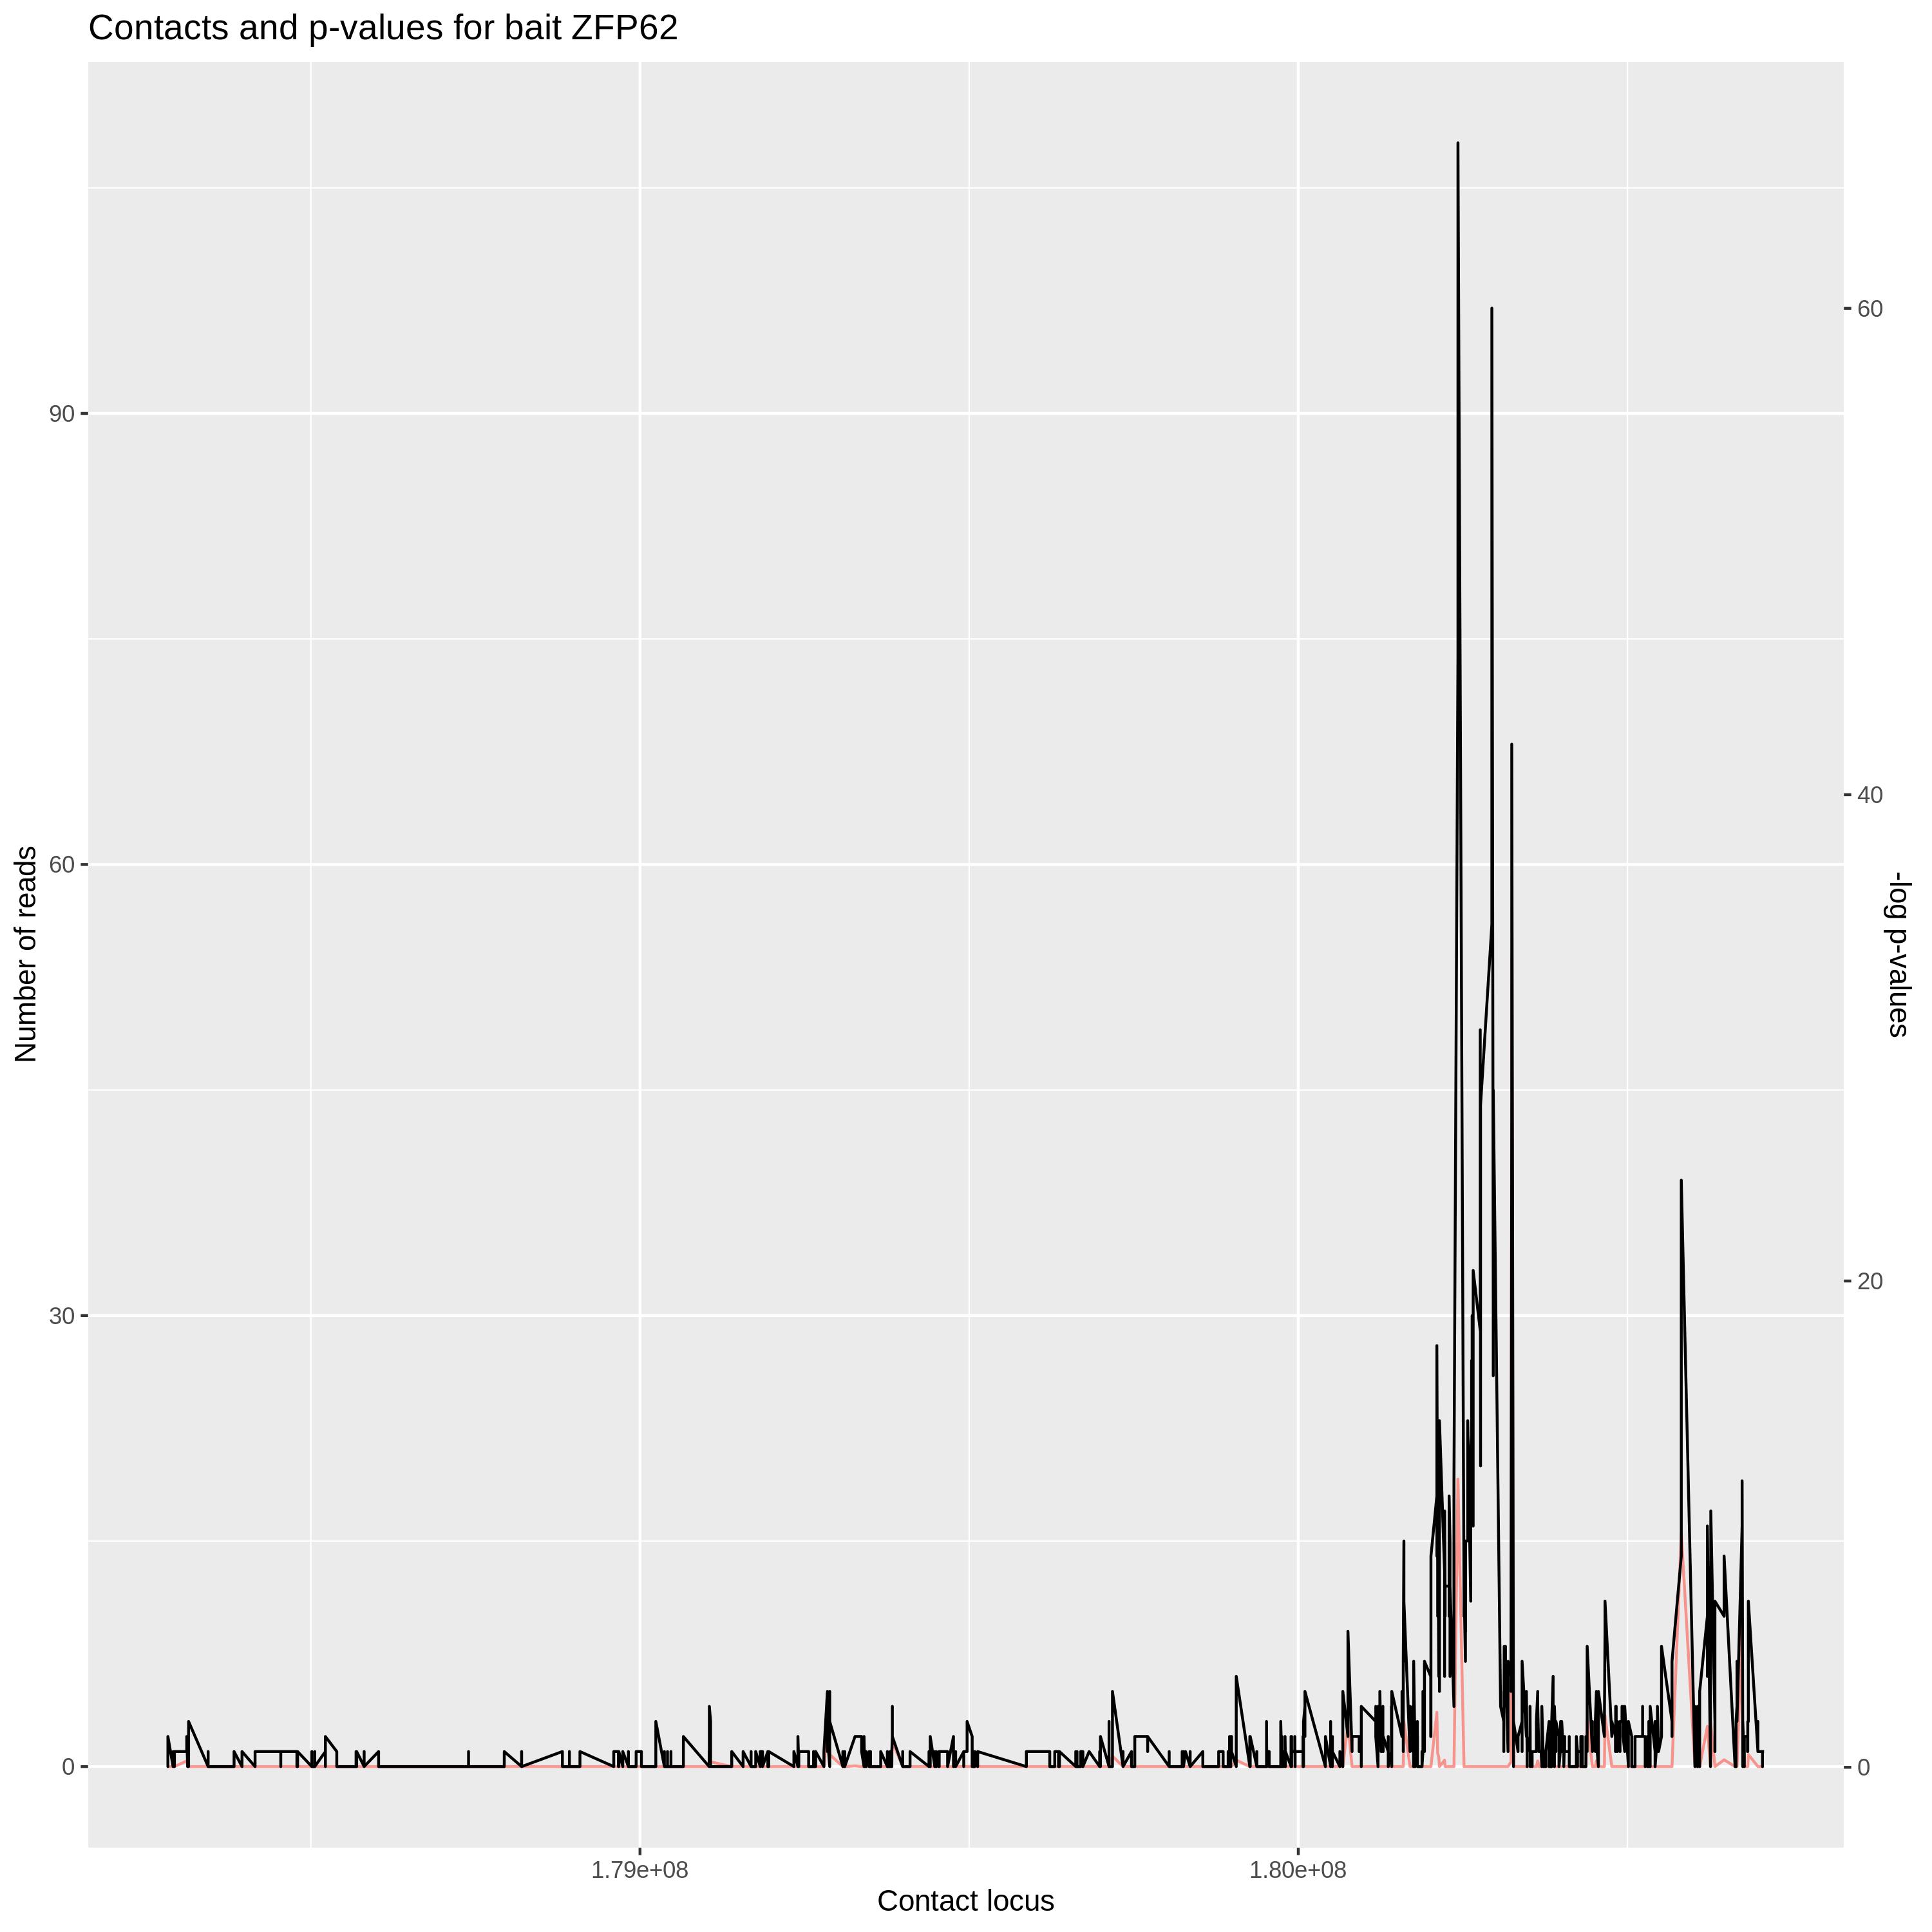 Contacts and p-values for bait ZFP62
90
60
30
0
Number of reads
60
40
20
0
-log p-values
1.79e+08
1.80e+08
Contact locus